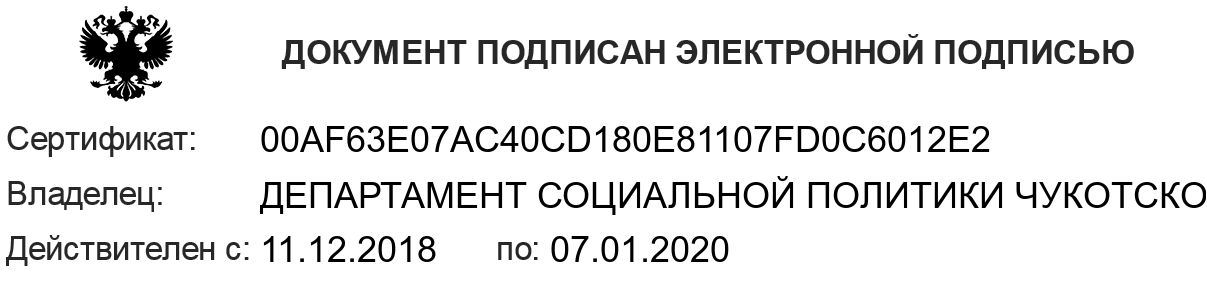 ДОКУМЕНТ ПОДПИСАН ЭЛЕКТРОННОЙ ПОДПИСЬЮ
Сертификат: 00AF63E07AC40CD180E81107FD0C6012E2
Владелец: ДЕПАРТАМЕНТ СОЦИАЛЬНОЙ ПОЛИТИКИ ЧУКОТСКО
Действителен с: 11.12.2018 по: 07.01.2020